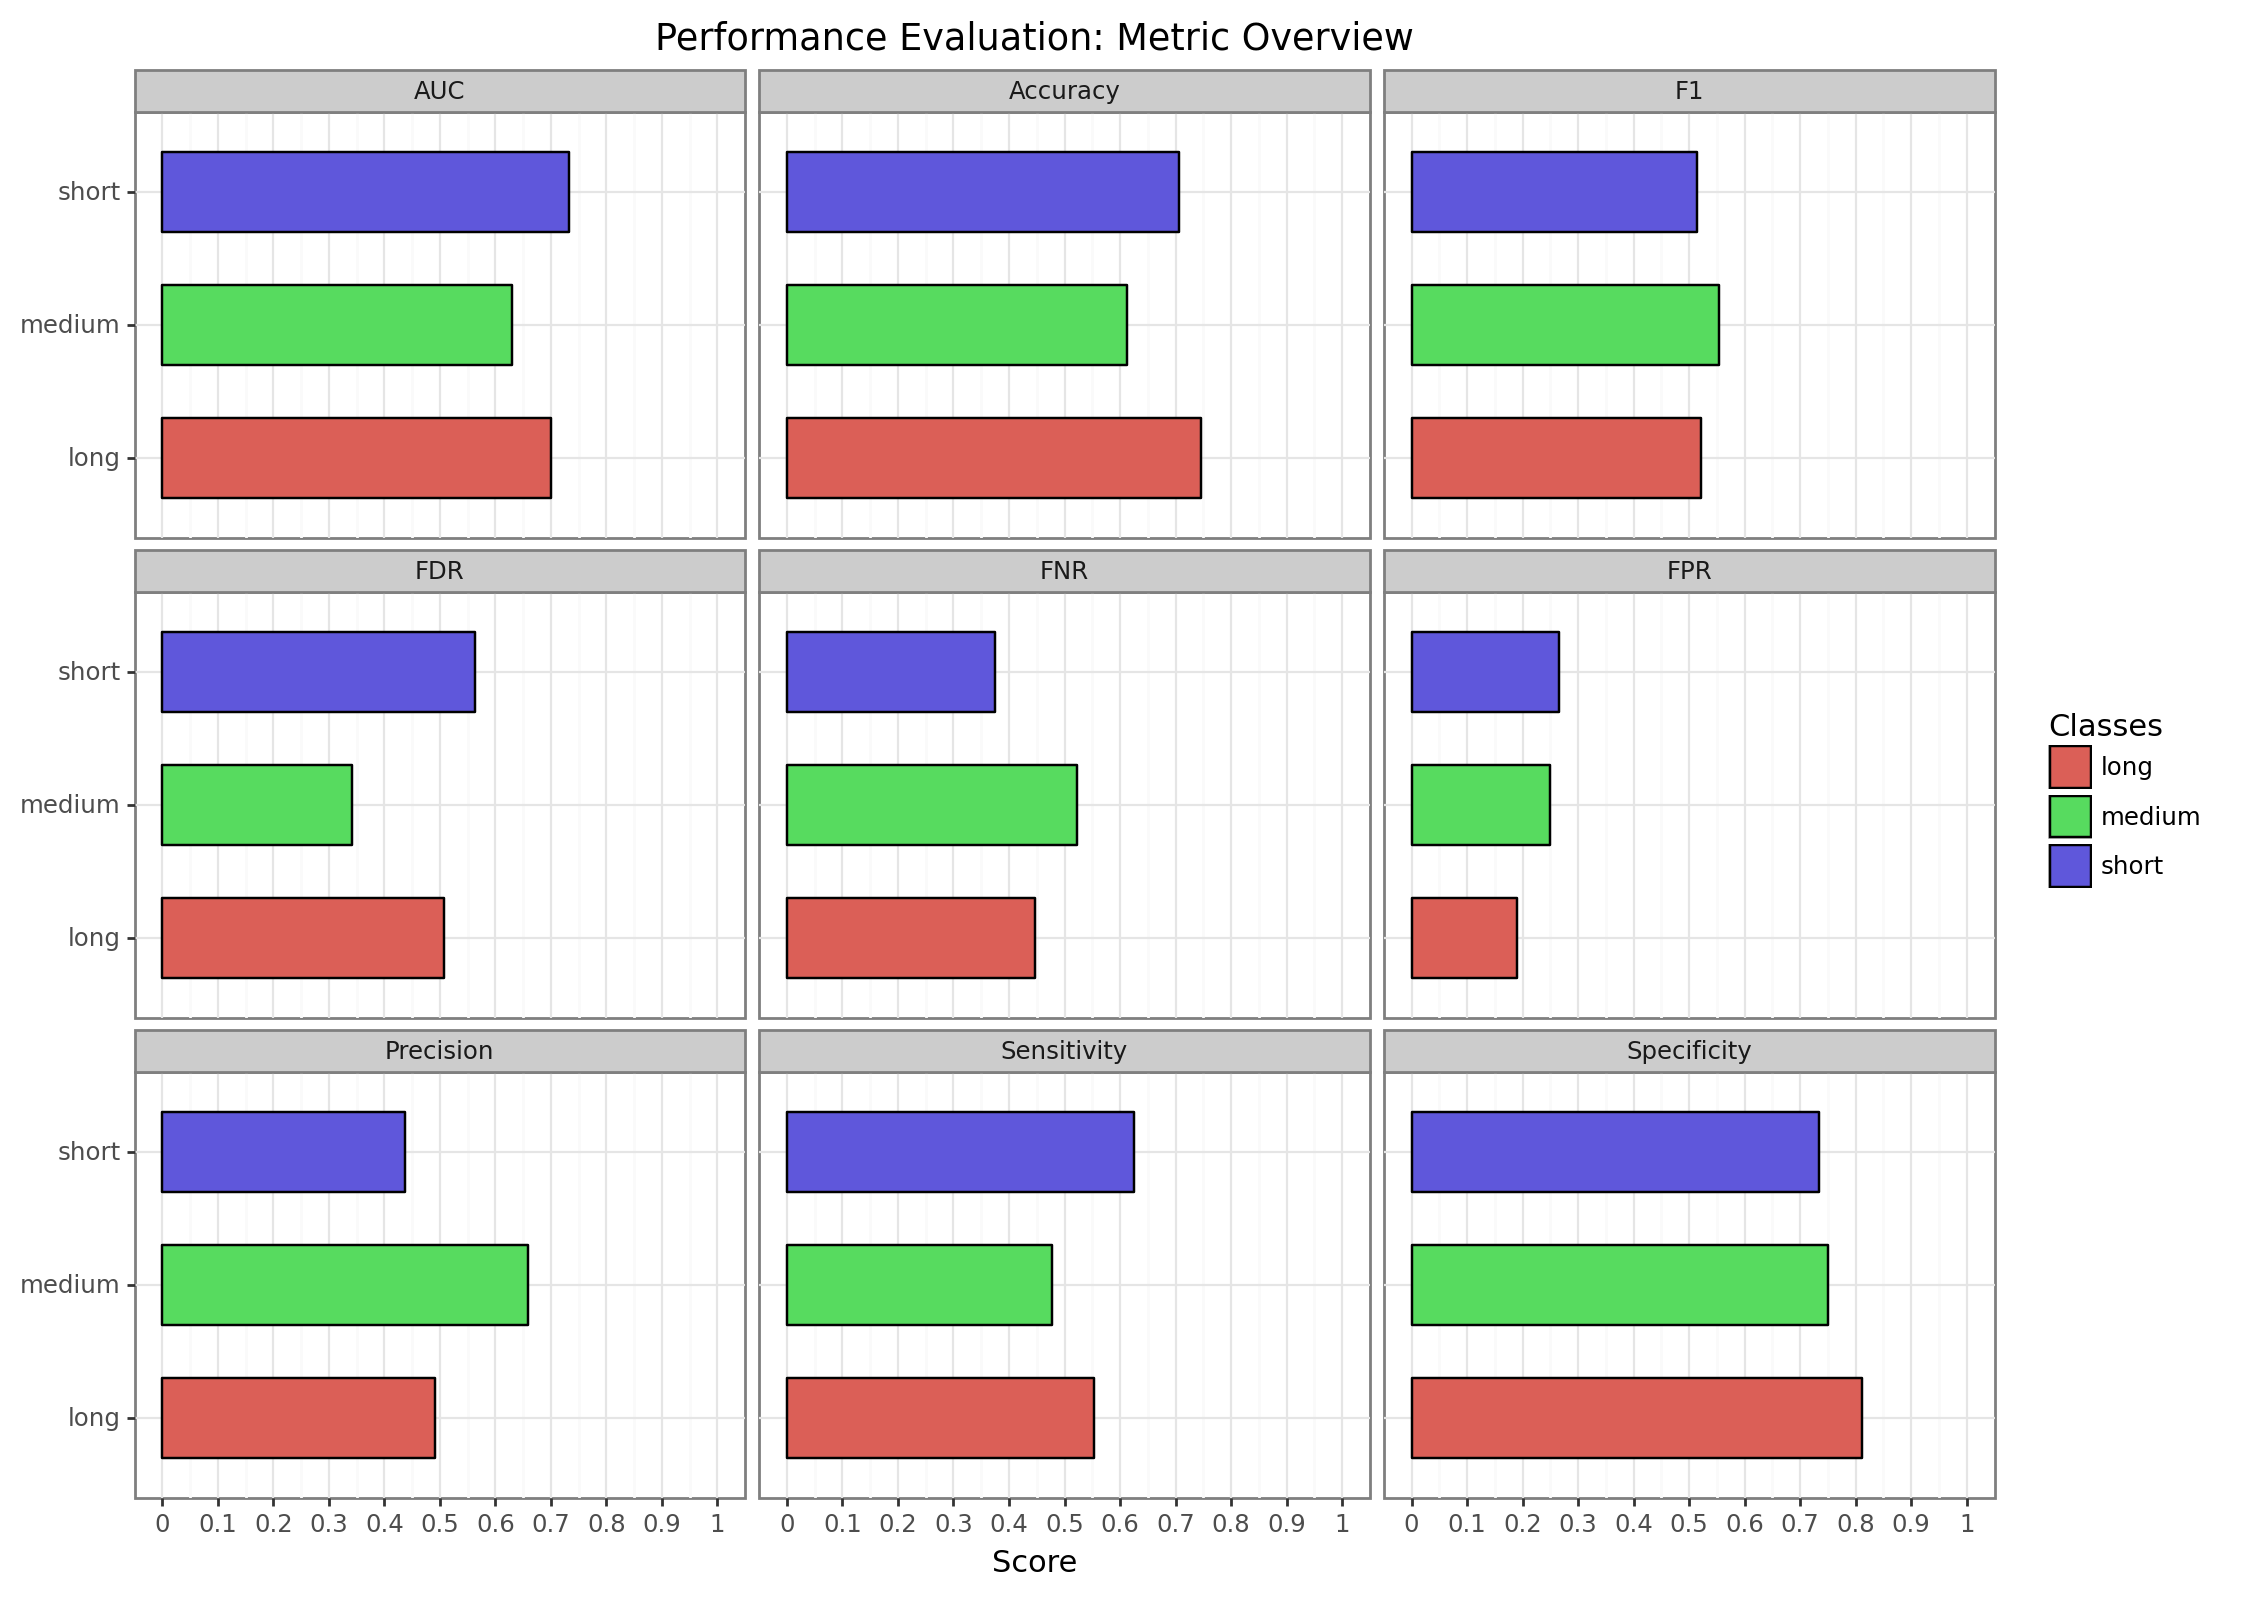 Performance Evaluation: Metric Overview
AUC
Accuracy
F1
short
medium
long
FDR
FNR
FPR
short
medium
long
Classes
long
medium
short
Precision
Sensitivity
Specificity
short
medium
long
0 0.1 0.2 0.3 0.4 0.5 0.6 0.7 0.8 0.9 1
0 0.1 0.2 0.3 0.4 0.5 0.6 0.7 0.8 0.9 1
0 0.1 0.2 0.3 0.4 0.5 0.6 0.7 0.8 0.9 1
Score